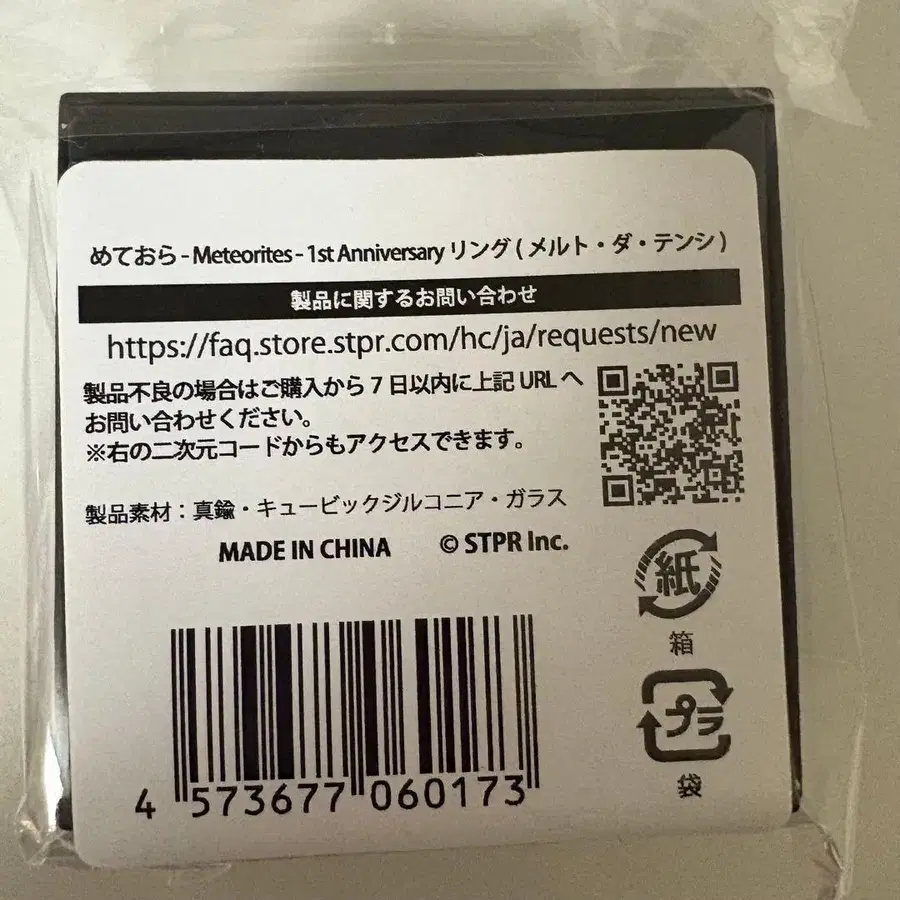 めておら - Meteorites - 1st Anniversary リング ( メルト・ダ・テンシ )
製品に関するお問い合わせ
https://faq.store.stpr.com/hc/ja/requests/new
製品不良の場合はご購入から 7 日以内に上記 URL へ
お問い合わせください。
※右の二次元コードからもアクセスできます。
製品素材：真鍮・キュービックジルコニア・ガラス
MADE IN CHINA © STPR Inc.
紙
箱
プラ
袋
4 573677 060173